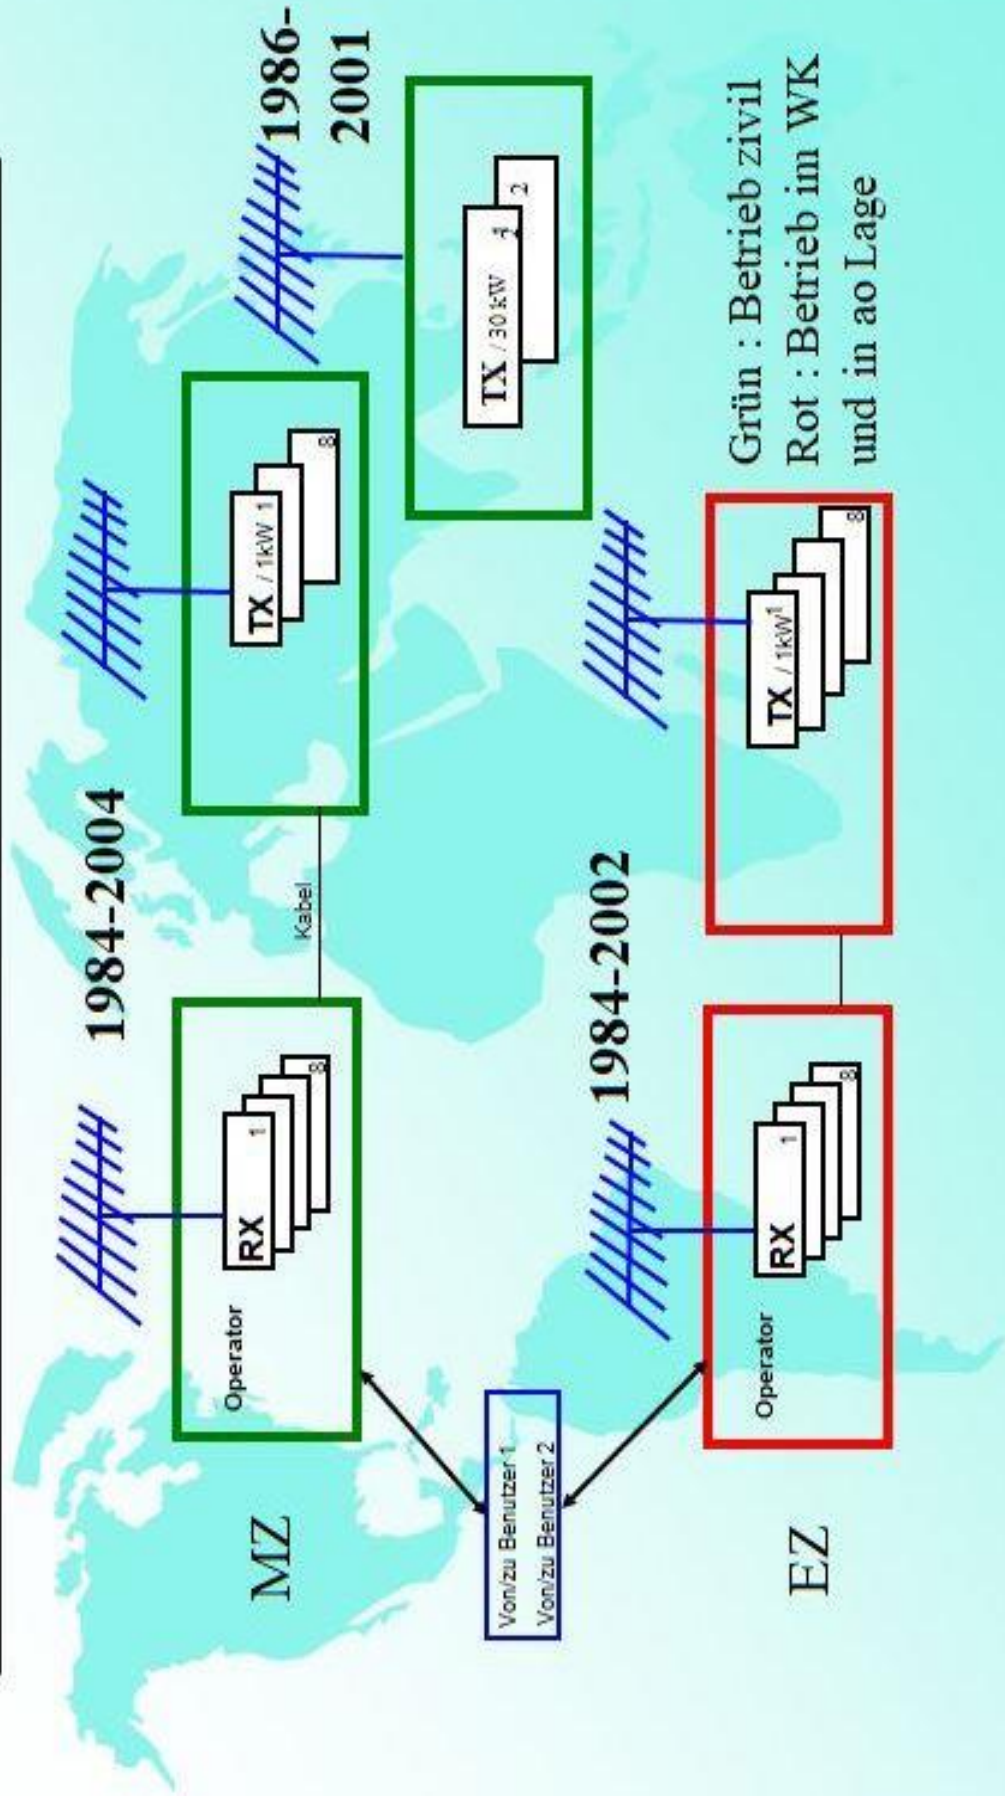 1984-2004
1986-
2001
MZ
Operator
RX 1
8
Kabel
TX / 1kW 1
8
TX / 30 kW
2
Von/zu Benutzer 1
Von/zu Benutzer 2
1984-2002
EZ
Operator
RX 1
8
TX / 1kW 1
8
Grün : Betrieb zivil
Rot : Betrieb im WK
und in ao Lage